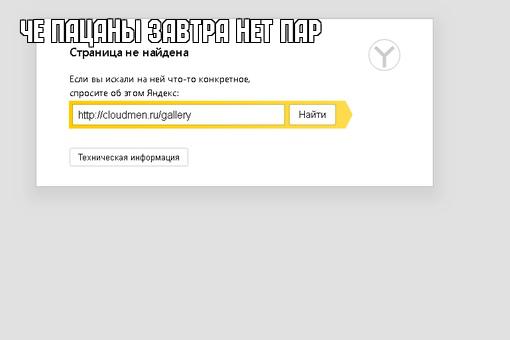 ЧЕ ПАЦАНЫ ЗАВТРА НЕТ ПАР
Страница не найдена
Если вы искали на ней что-то конкретное,
спросите об этом Яндекс:
http://cloudmen.ru/gallery
Найти
Техническая информация